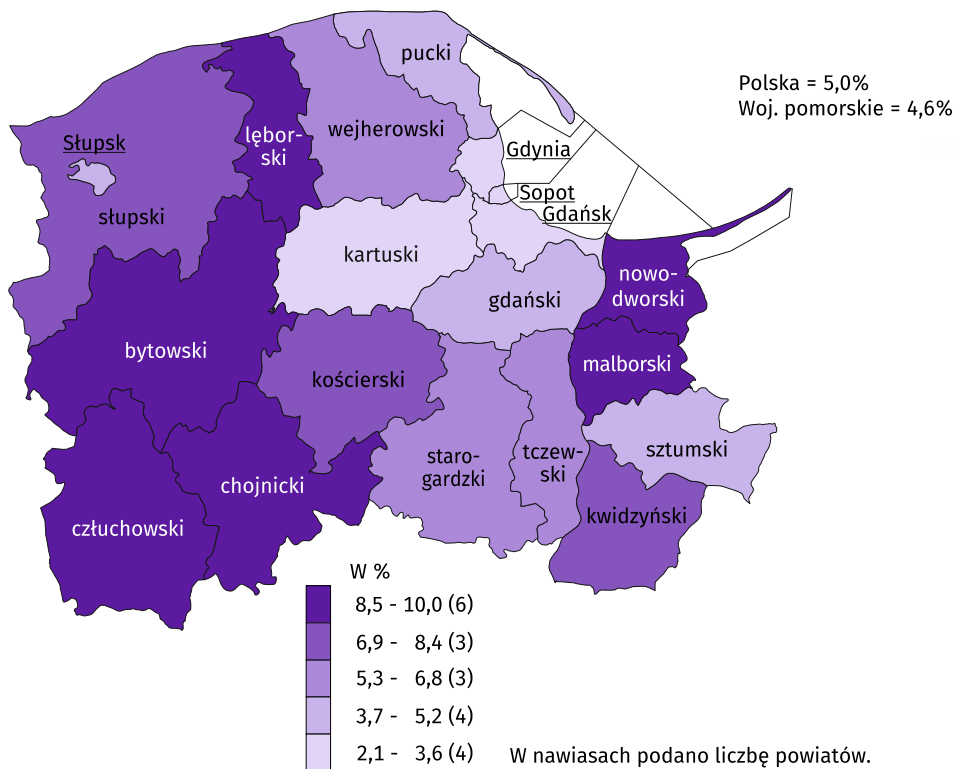 pucki
Polska = 5,0%
Woj. pomorskie = 4,6%
lębor-
ski
wejherowski
Słupsk
Gdynia
Sopot
Gdańsk
słupski
kartuski
nowo-
dworski
gdański
bytowski
kościerski
malborski
staro-
gardzki
tczew-
ski
sztumski
chojnicki
kwidzyński
człuchowski
W %
8,5 - 10,0 (6)
6,9 - 8,4 (3)
5,3 - 6,8 (3)
3,7 - 5,2 (4)
2,1 - 3,6 (4)
W nawiasach podano liczbę powiatów.